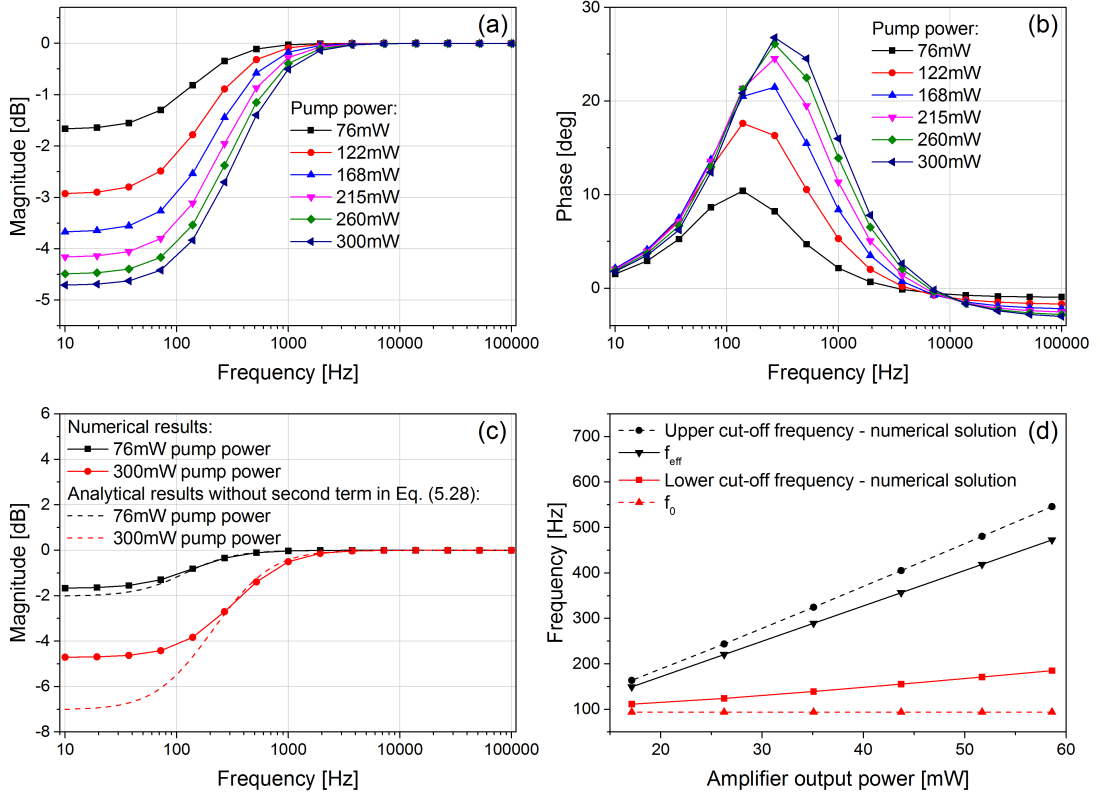 (a)
0
-1
-2
-3
-4
-5
Magnitude [dB]
Pump power:
76mW
122mW
168mW
215mW
260mW
300mW
10 100 1000 10000 100000
Frequency [Hz]
(b)
30
20
10
0
Phase [deg]
Pump power:
76mW
122mW
168mW
215mW
260mW
300mW
10 100 1000 10000 100000
Frequency [Hz]
(c)
6
4
2
0
-2
-4
-6
-8
Magnitude [dB]
Numerical results:
76mW pump power
300mW pump power
Analytical results without second term in Eq. (5.28):
76mW pump power
300mW pump power
10 100 1000 10000 100000
Frequency [Hz]
(d)
700
600
500
400
300
200
100
Frequency [Hz]
Upper cut-off frequency - numerical solution
feff
Lower cut-off frequency - numerical solution
f0
20 30 40 50 60
Amplifier output power [mW]